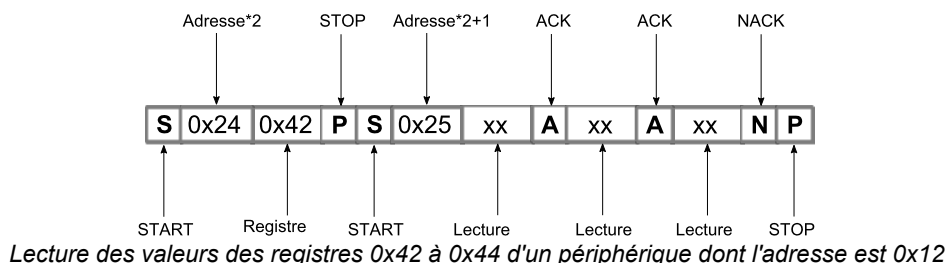 Adresse*2 STOP Adresse*2+1 ACK ACK NACK
S 0x24 0x42 P S 0x25 xx A xx A xx N P
START Registre START Lecture Lecture Lecture STOP
Lecture des valeurs des registres 0x42 à 0x44 d'un périphérique dont l'adresse est 0x12